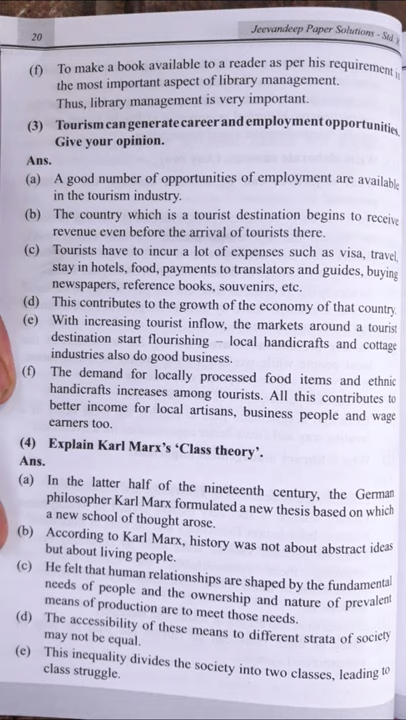 20
Jeevandeep Paper Solutions - Std. X
(f) To make a book available to a reader as per his requirement is
the most important aspect of library management.
Thus, library management is very important.
(3) Tourism can generate career and employment opportunities.
Give your opinion.
Ans.
(a) A good number of opportunities of employment are available
in the tourism industry.
(b) The country which is a tourist destination begins to receive
revenue even before the arrival of tourists there.
(c) Tourists have to incur a lot of expenses such as visa, travel,
stay in hotels, food, payments to translators and guides, buying
newspapers, reference books, souvenirs, etc.
(d) This contributes to the growth of the economy of that country.
(e) With increasing tourist inflow, the markets around a tourist
destination start flourishing – local handicrafts and cottage
industries also do good business.
(f) The demand for locally processed food items and ethnic
handicrafts increases among tourists. All this contributes to
better income for local artisans, business people and wage
earners too.
(4) Explain Karl Marx's ‘Class theory’.
Ans.
(a) In the latter half of the nineteenth century, the German
philosopher Karl Marx formulated a new thesis based on which
a new school of thought arose.
(b) According to Karl Marx, history was not about abstract ideas
but about living people.
(c) He felt that human relationships are shaped by the fundamental
needs of people and the ownership and nature of prevalent
means of production are to meet those needs.
(d) The accessibility of these means to different strata of society
may not be equal.
(e) This inequality divides the society into two classes, leading to
class struggle.